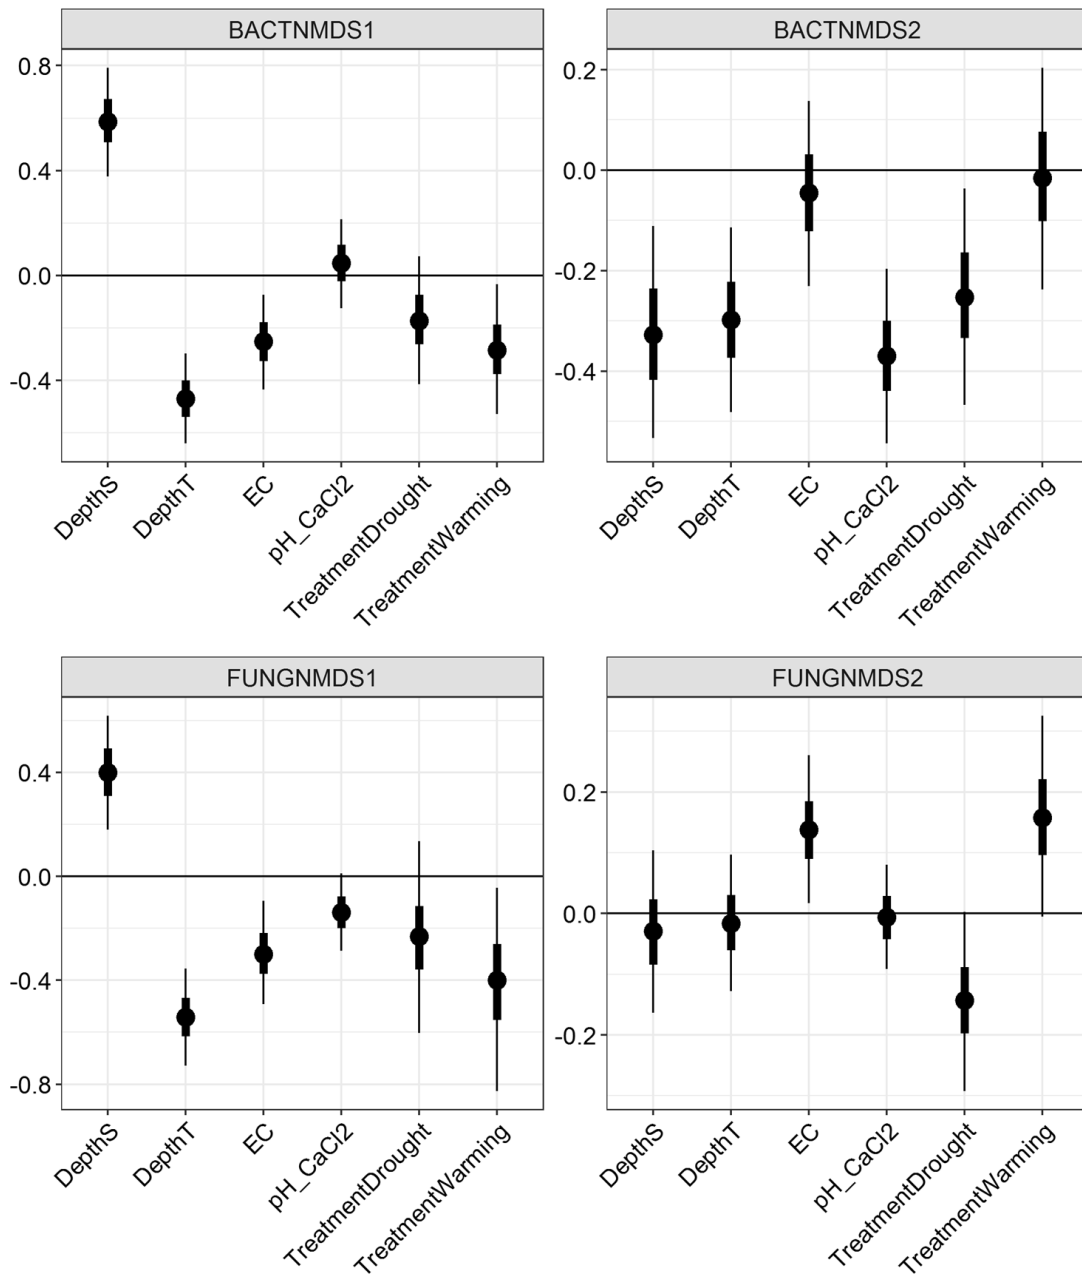 BACTNMDS1
0.8
0.4
0.0
-0.4
DepthS
DepthT
EC
pH_CaCl2
TreatmentDrought
TreatmentWarming
BACTNMDS2
0.2
0.0
-0.2
-0.4
DepthS
DepthT
EC
pH_CaCl2
TreatmentDrought
TreatmentWarming
FUNGNMDS1
0.4
0.0
-0.4
-0.8
DepthS
DepthT
EC
pH_CaCl2
TreatmentDrought
TreatmentWarming
FUNGNMDS2
0.2
0.0
-0.2
DepthS
DepthT
EC
pH_CaCl2
TreatmentDrought
TreatmentWarming